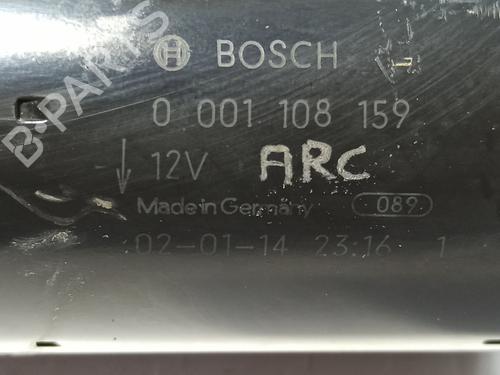 B-PARTS
BOSCH
0 001 108 159
12V ARC
Made in Germany 089
02-01-14 23:16 1